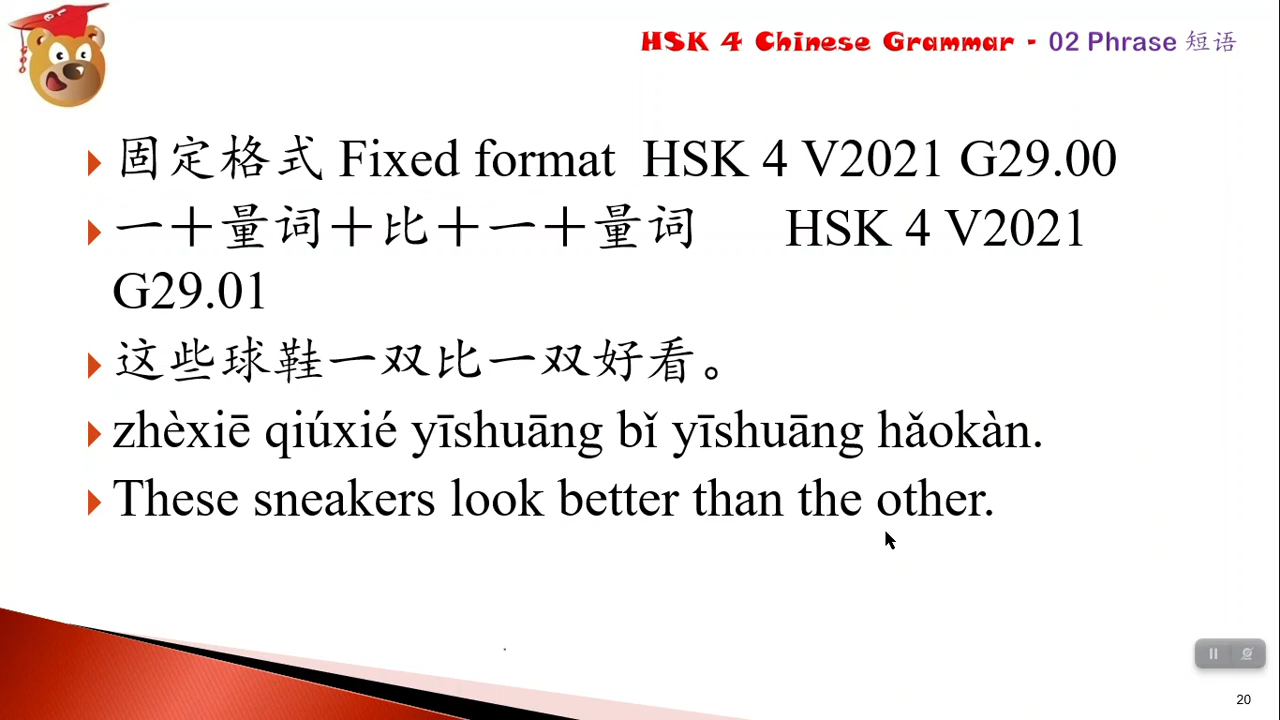 HSK 4 Chinese Grammar - 02 Phrase 短语
固定格式 Fixed format HSK 4 V2021 G29.00
一＋量词＋比＋一＋量词 HSK 4 V2021
G29.01
这些球鞋一双比一双好看。
zhèxiē qiúxié yīshuāng bǐ yīshuāng hǎokàn.
These sneakers look better than the other.
20